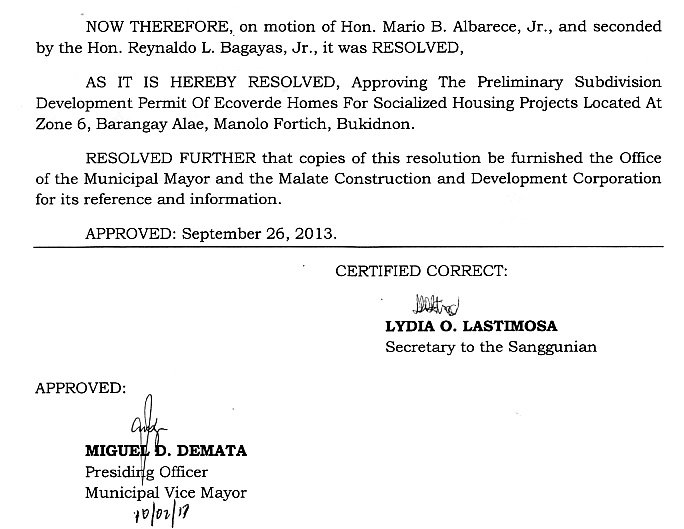 NOW THEREFORE, on motion of Hon. Mario B. Albarece, Jr., and seconded
by the Hon. Reynaldo L. Bagayas, Jr., it was RESOLVED,
AS IT IS HEREBY RESOLVED, Approving The Preliminary Subdivision
Development Permit Of Ecoverde Homes For Socialized Housing Projects Located At
Zone 6, Barangay Alae, Manolo Fortich, Bukidnon.
RESOLVED FURTHER that copies of this resolution be furnished the Office
of the Municipal Mayor and the Malate Construction and Development Corporation
for its reference and information.
APPROVED: September 26, 2013.
CERTIFIED CORRECT:
LYDIA O. LASTIMOSA
Secretary to the Sanggunian
APPROVED:
MIGUEL D. DEMATA
Presiding Officer
Municipal Vice Mayor